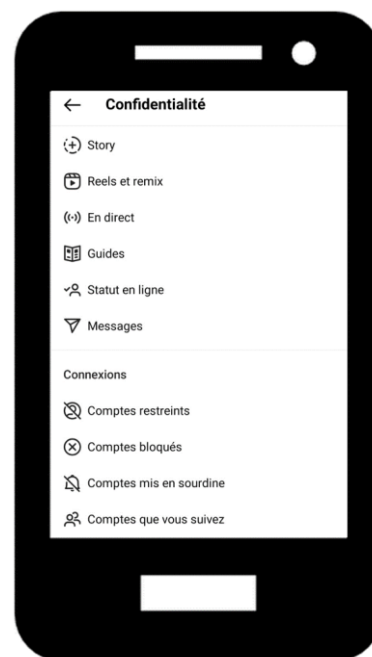 Confidentialité
Story
Reels et remix
En direct
Guides
Statut en ligne
Messages
Connexions
Comptes restreints
Comptes bloqués
Comptes mis en sourdine
Comptes que vous suivez